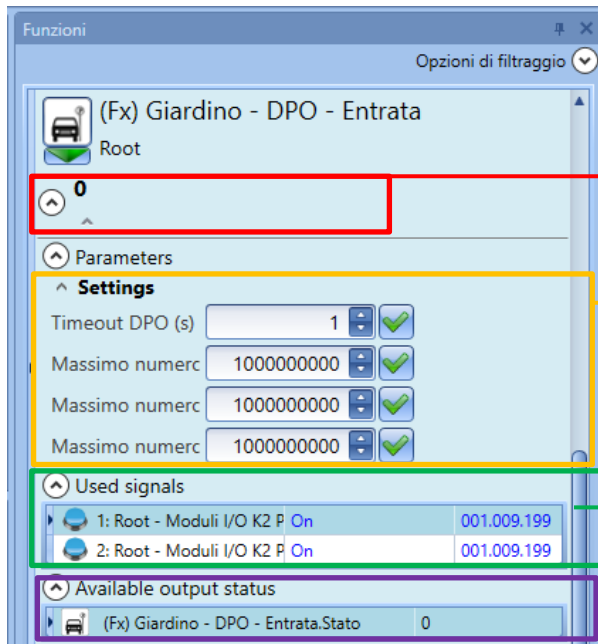 Funzioni
Opzioni di filtraggio
(Fx) Giardino - DPO - Entrata
Root
0
Parameters
Settings
Timeout DPO (s) 1
Massimo numerc 1000000000
Massimo numerc 1000000000
Massimo numerc 1000000000
Used signals
1: Root - Moduli I/O K2 P On 001.009.199
2: Root - Moduli I/O K2 P On 001.009.199
Available output status
(Fx) Giardino - DPO - Entrata.Stato 0